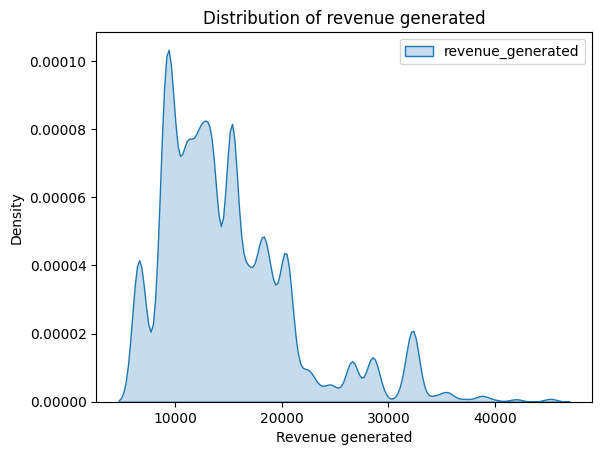 Distribution of revenue generated
revenue_generated
0.00010
0.00008
0.00006
0.00004
0.00002
0.00000
Density
10000 20000 30000 40000
Revenue generated